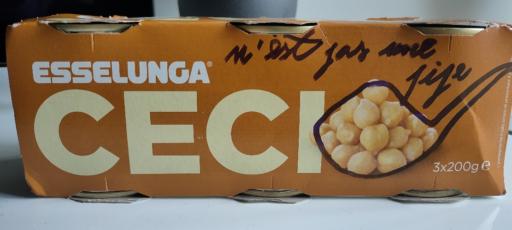 n'est pas une
pipe
ESSELUNGA®
CECI
3x200g e